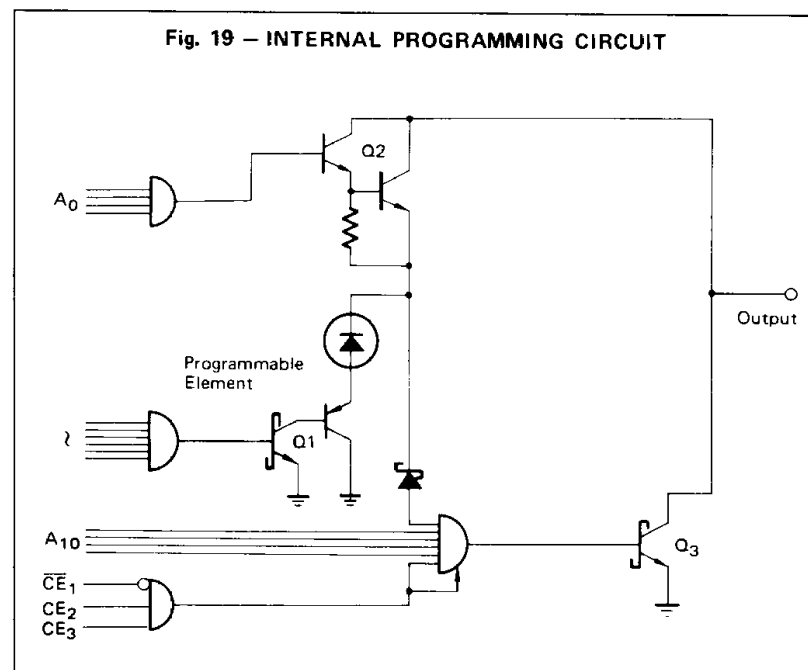 Fig. 19 – INTERNAL PROGRAMMING CIRCUIT
Q2
A0
Output
Programmable
Element
Q1
≀
A10
Q3
CE1
CE2
CE3